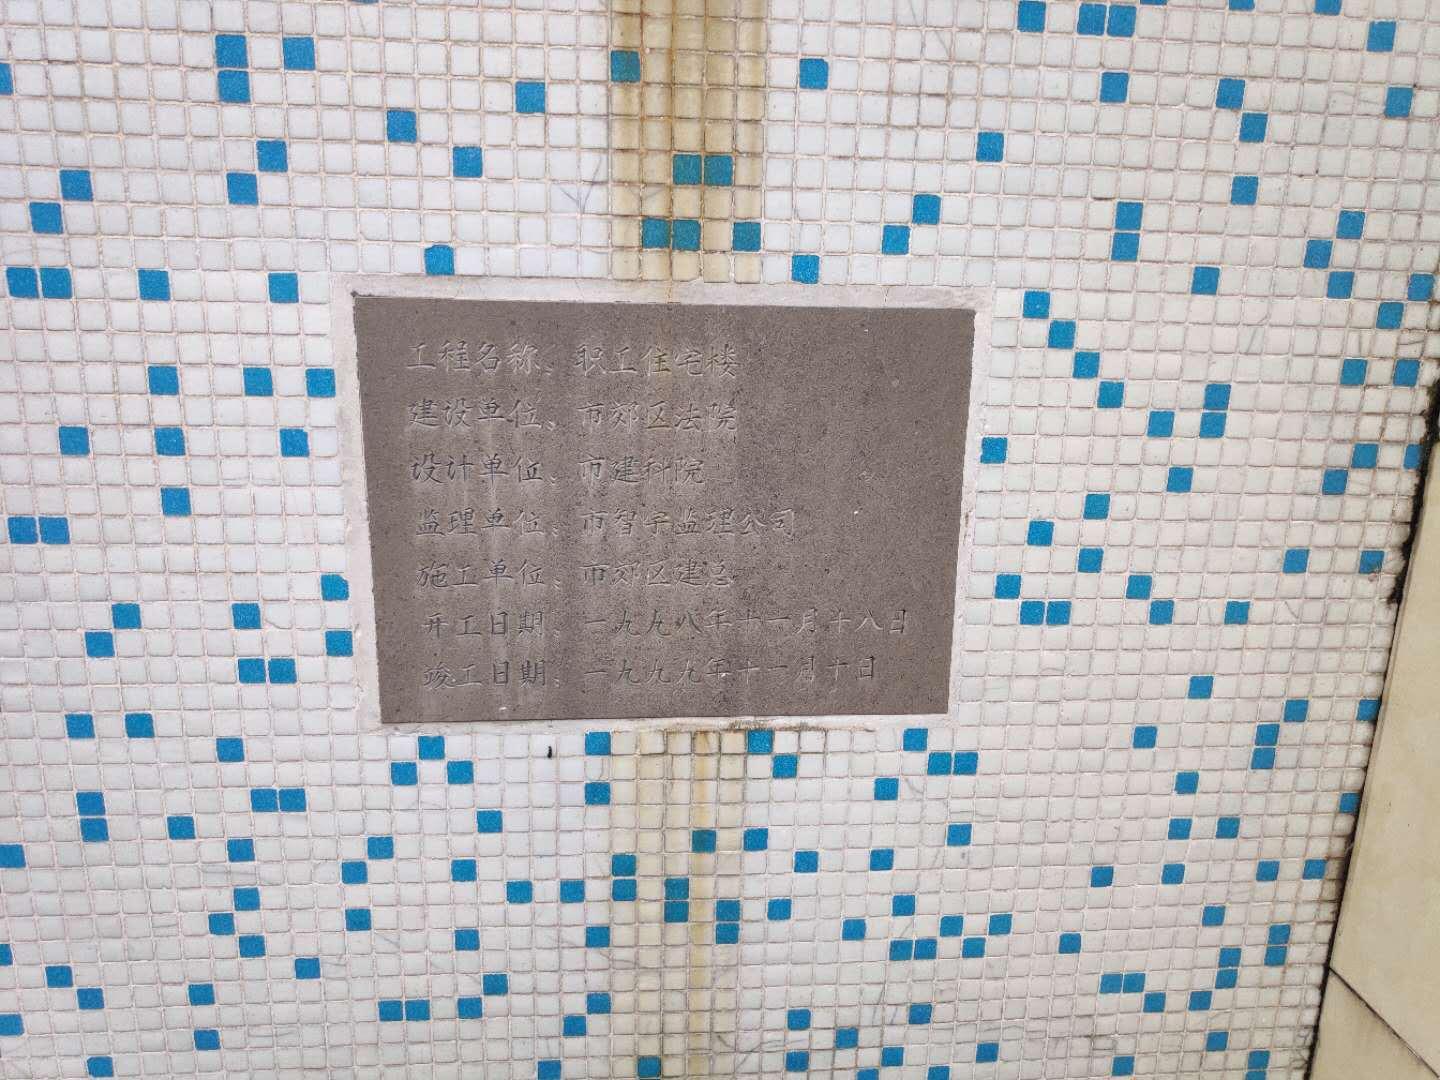 工程名称:职工住宅楼
建设单位:市郊区法院
设计单位:市建科院
监理单位:市智宇监理公司
施工单位:市郊区建总
开工日期:一九九八年十一月十八日
竣工日期:一九九九年十一月十日